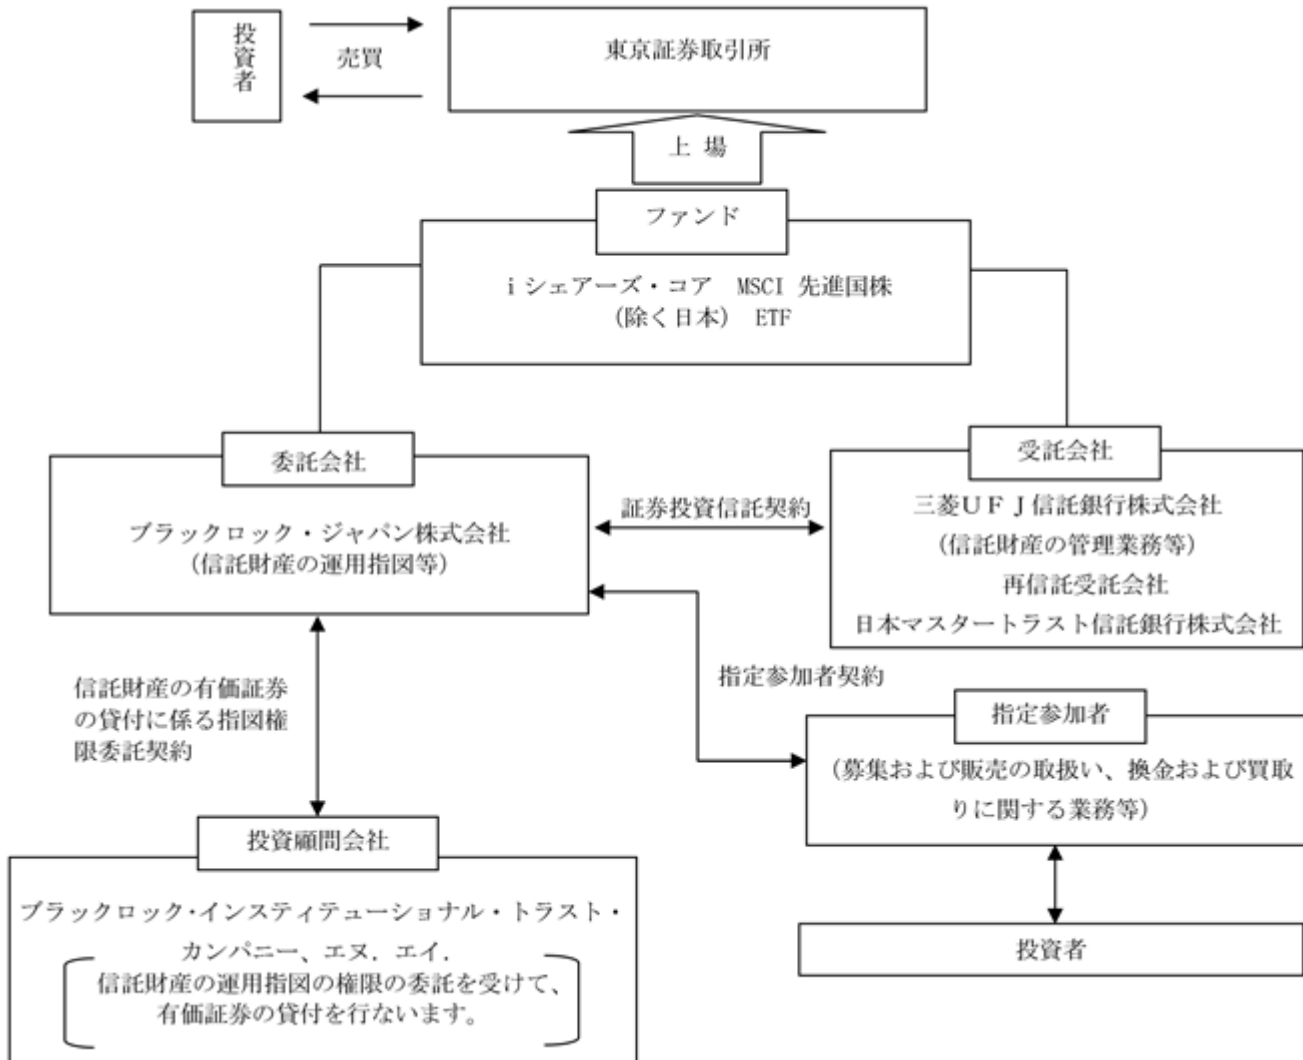 投資者
売買
東京証券取引所
上 場
ファンド
i シェアーズ・コア MSCI 先進国株
(除く日本) ETF
委託会社
ブラックロック・ジャパン株式会社
(信託財産の運用指図等)
証券投資信託契約
受託会社
三菱UFJ信託銀行株式会社
(信託財産の管理業務等)
再信託受託会社
日本マスタートラスト信託銀行株式会社
信託財産の有価証券
の貸付に係る指図権
限委託契約
指定参加者契約
指定参加者
(募集および販売の取扱い、換金および買取
りに関する業務等)
投資者
投資顧問会社
ブラックロック・インスティテューショナル・トラスト・
カンパニー、エヌ. エイ.
信託財産の運用指図の権限の委託を受けて、
有価証券の貸付を行ないます。